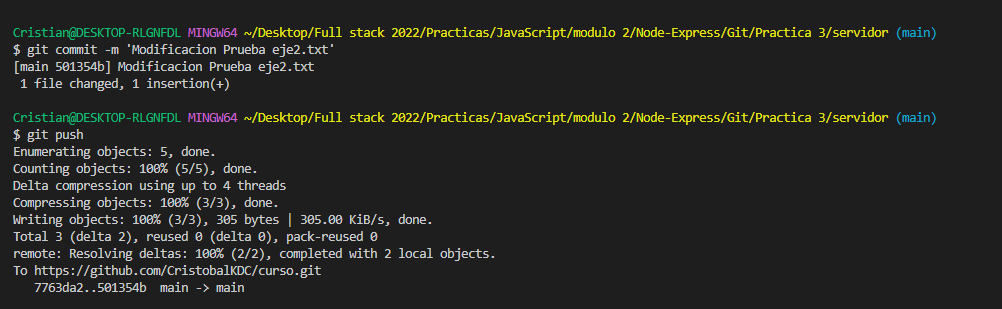 Cristian@DESKTOP-RLGNFDL MINGW64 ~/Desktop/Full stack 2022/Practicas/JavaScript/modulo 2/Node-Express/Git/Practica 3/servidor (main)
$ git commit -m 'Modificacion Prueba eje2.txt'
[main 501354b] Modificacion Prueba eje2.txt
 1 file changed, 1 insertion(+)
Cristian@DESKTOP-RLGNFDL MINGW64 ~/Desktop/Full stack 2022/Practicas/JavaScript/modulo 2/Node-Express/Git/Practica 3/servidor (main)
$ git push
Enumerating objects: 5, done.
Counting objects: 100% (5/5), done.
Delta compression using up to 4 threads
Compressing objects: 100% (3/3), done.
Writing objects: 100% (3/3), 305 bytes | 305.00 KiB/s, done.
Total 3 (delta 2), reused 0 (delta 0), pack-reused 0
remote: Resolving deltas: 100% (2/2), completed with 2 local objects.
To https://github.com/CristobalKDC/curso.git
   7763da2..501354b  main -> main